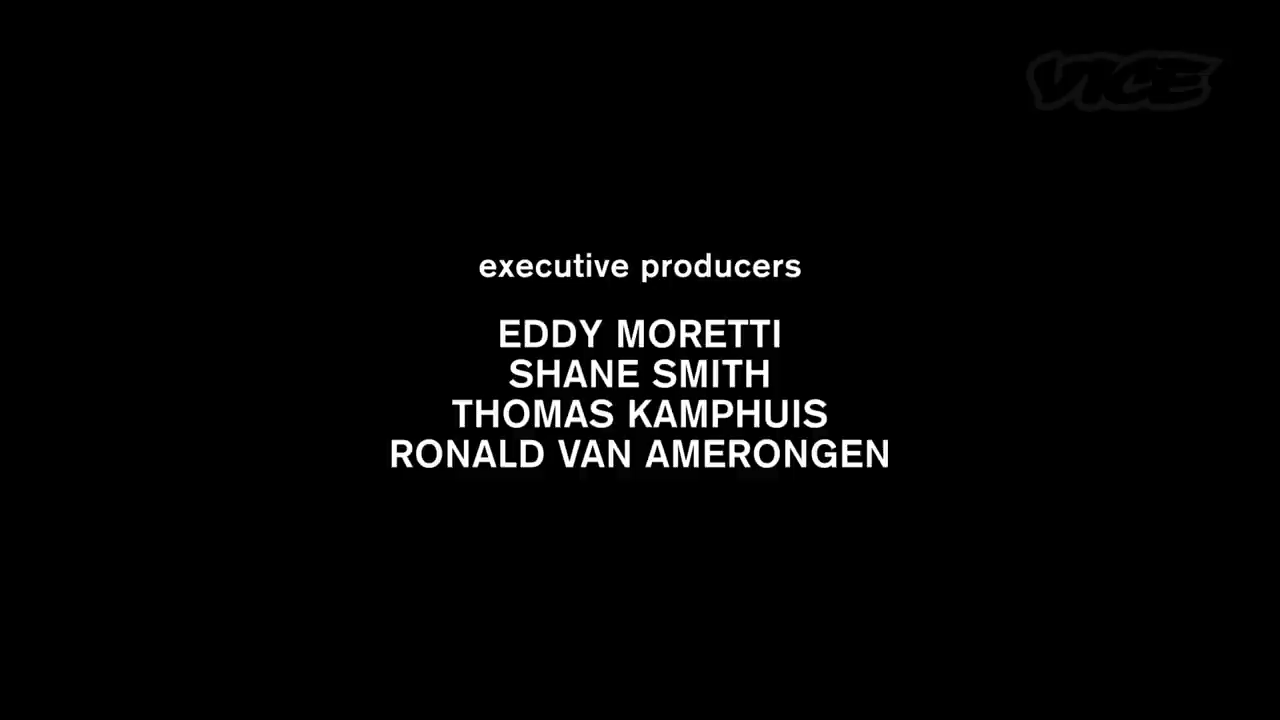 VICE
executive producers
EDDY MORETTI
SHANE SMITH
THOMAS KAMPHUIS
RONALD VAN AMERONGEN